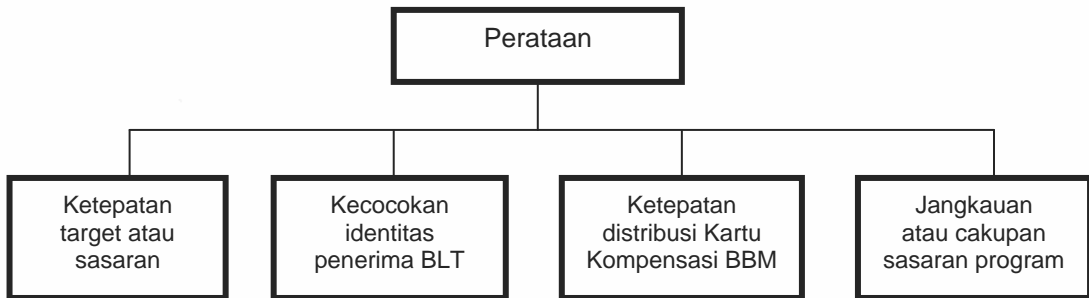 Perataan
Ketepatan
target atau
sasaran
Kecocokan
identitas
penerima BLT
Ketepatan
distribusi Kartu
Kompensasi BBM
Jangkauan
atau cakupan
sasaran program